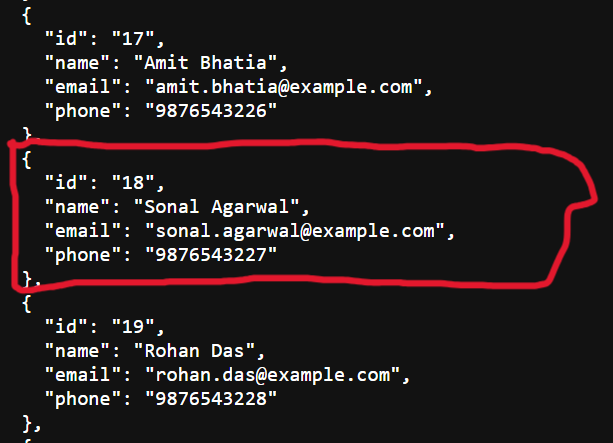 {
"id": "17",
"name": "Amit Bhatia",
"email": "amit.bhatia@example.com",
"phone": "9876543226"
},
{
"id": "18",
"name": "Sonal Agarwal",
"email": "sonal.agarwal@example.com",
"phone": "9876543227"
},
{
"id": "19",
"name": "Rohan Das",
"email": "rohan.das@example.com",
"phone": "9876543228"
},